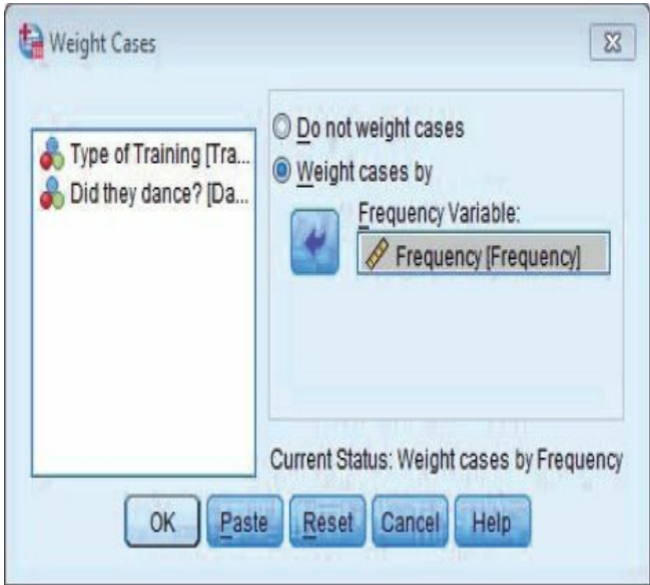 Weight Cases
Type of Training [Tra...
Did they dance? [Da...
Do not weight cases
Weight cases by
Frequency Variable:
Frequency [Frequency]
Current Status: Weight cases by Frequency
OK Paste Reset Cancel Help